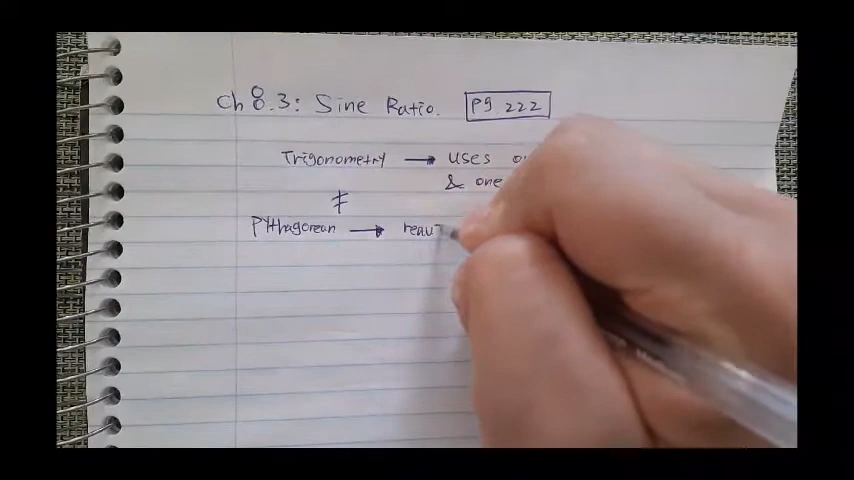 Ch 8.3: Sine Ratio. Pg. 222
Trigonometry → uses
& one
≠
Pythagorean →